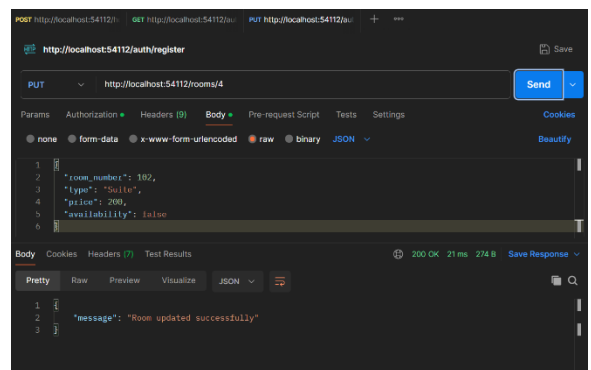 POST http://localhost:54112/l GET http://localhost:54112/au PUT http://localhost:54112/au
http://localhost:54112/auth/register Save
PUT http://localhost:54112/rooms/4 Send
Params Authorization Headers (9) Body Pre-request Script Tests Settings Cookies
none form-data x-www-form-urlencoded raw binary JSON Beautify
1 {
2 "room_number": 102,
3 "type": "Suite",
4 "price": 200,
5 "availability": false
6 }
Body Cookies Headers (7) Test Results 200 OK 21 ms 274 B Save Response
Pretty Raw Preview Visualize JSON
1 {
2 "message": "Room updated successfully"
3 }